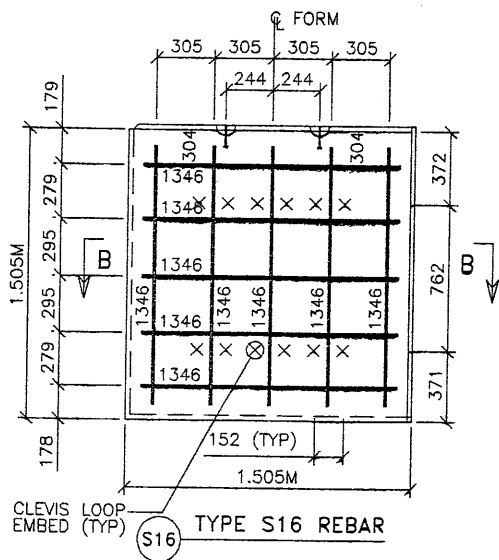 ℄ FORM
305 305 305 305
244 244
179
304 304
372
1346
279
1346
295
B B
1346
762
1.505M
1346 1346 1346 1346 1346
295
1346
279
1346
371
178
152 (TYP)
1.505M
CLEVIS LOOP
EMBED (TYP)
S16 TYPE S16 REBAR